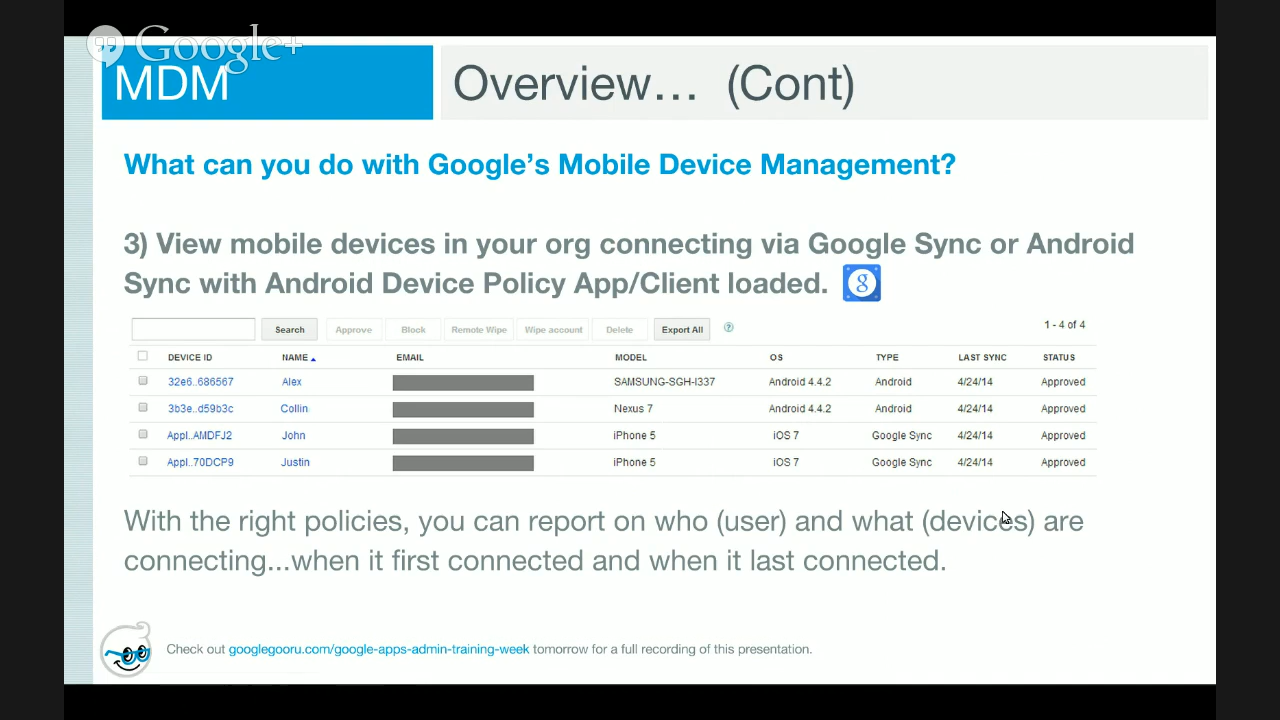 Google+
MDM
Overview… (Cont)
What can you do with Google’s Mobile Device Management?
3) View mobile devices in your org connecting via Google Sync or Android
Sync with Android Device Policy App/Client loaded. g
Search Approve Block Remote Wipe Wipe account Delete Export All ? 1 - 4 of 4
DEVICE ID NAME EMAIL MODEL OS TYPE LAST SYNC STATUS
32e6..686567 Alex SAMSUNG-SGH-I337 Android 4.4.2 Android 4/24/14 Approved
3b3e..d59b3c Collin Nexus 7 Android 4.4.2 Android 4/24/14 Approved
Appl..AMDFJ2 John iPhone 5 iOS 7 Google Sync 4/24/14 Approved
Appl..70DCP9 Justin iPhone 5 iOS 7 Google Sync 4/24/14 Approved
With the right policies, you can report on who (user) and what (devices) are
connecting...when it first connected and when it last connected.
Check out googlegooru.com/google-apps-admin-training-week tomorrow for a full recording of this presentation.